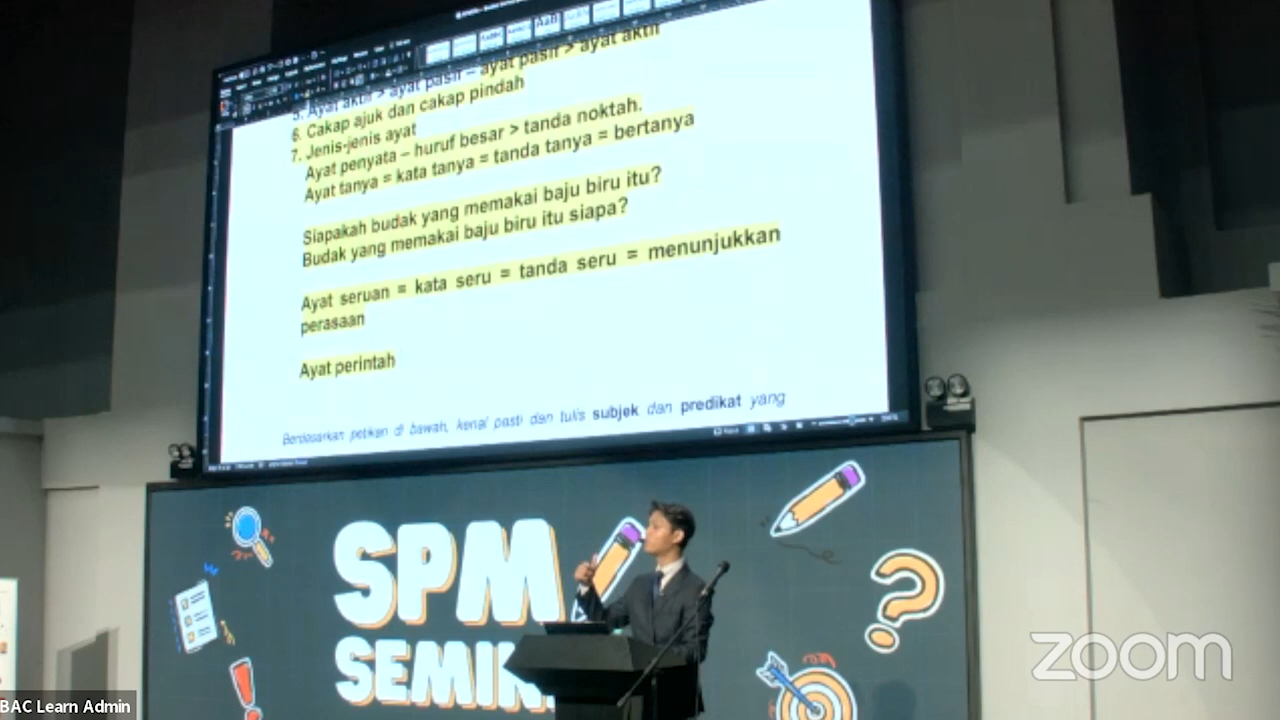 5. Ayat aktif > ayat pasif – ayat pasif > ayat aktif
6. Cakap ajuk dan cakap pindah
7. Jenis-jenis ayat
Ayat penyata – huruf besar > tanda noktah.
Ayat tanya = kata tanya = tanda tanya = bertanya
Siapakah budak yang memakai baju biru itu?
Budak yang memakai baju biru itu siapa?
Ayat seruan = kata seru = tanda seru = menunjukkan
perasaan
Ayat perintah
Berdasarkan petikan di bawah, kenal pasti dan tulis subjek dan predikat yang
SPM
SEMIN
zoom
BAC Learn Admin